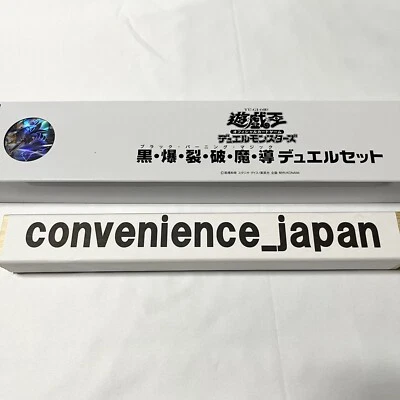 YU-GI-OH!
遊戯王
オフィシャルカードゲーム
デュエルモンスターズ
ブラック・バーニング・マジック
黒・爆・裂・破・魔・導 デュエルセット
convenience_japan